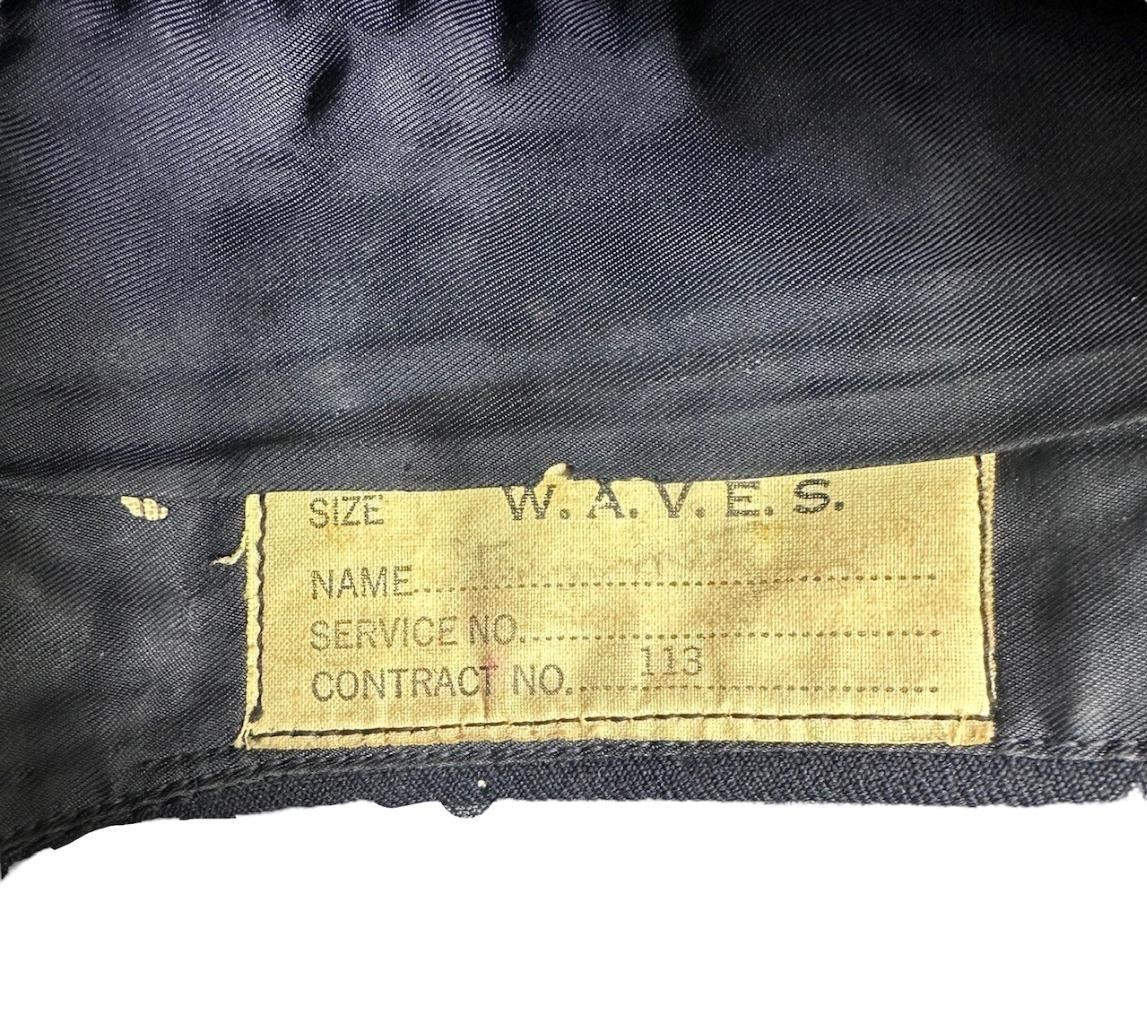 SIZE W.A.V.E.S.
NAME
SERVICE NO.
CONTRACT NO. 113